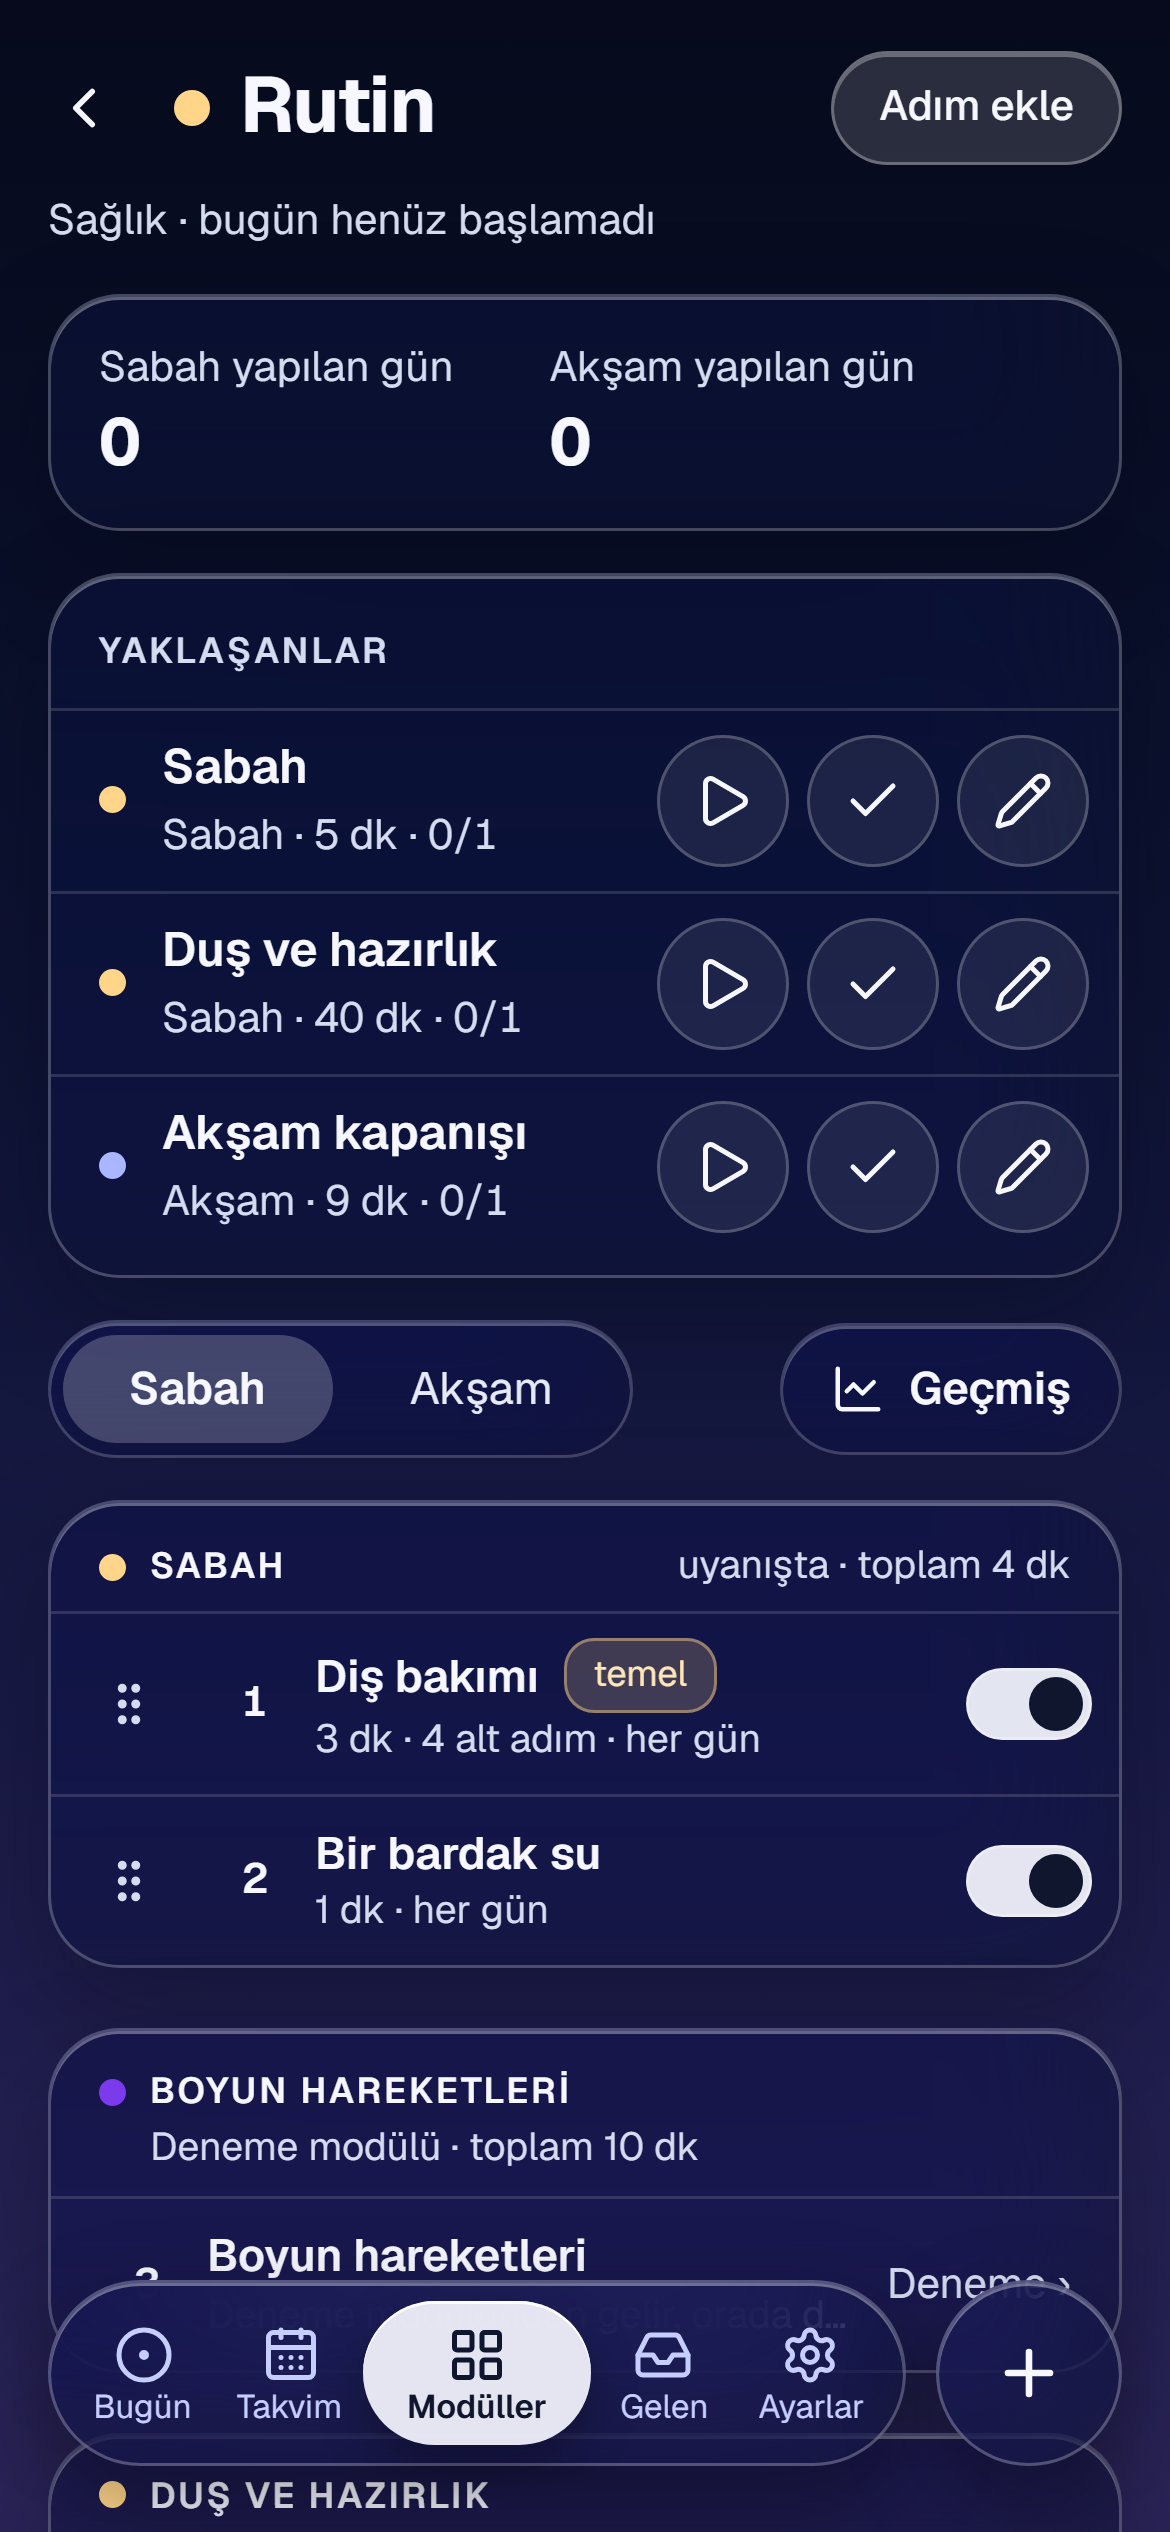 Rutin
Adım ekle
Sağlık · bugün henüz başlamadı
Sabah yapılan gün
0
Akşam yapılan gün
0
YAKLAŞANLAR
Sabah
Sabah · 5 dk · 0/1
Duş ve hazırlık
Sabah · 40 dk · 0/1
Akşam kapanışı
Akşam · 9 dk · 0/1
Sabah
Akşam
Geçmiş
SABAH
uyanışta · toplam 4 dk
1
Diş bakımı
temel
3 dk · 4 alt adım · her gün
2
Bir bardak su
1 dk · her gün
BOYUN HAREKETLERİ
Deneme modülü · toplam 10 dk
Boyun hareketleri
Deneme ›
Deneme gelir, orada d...
Bugün
Takvim
Modüller
Gelen
Ayarlar
DUŞ VE HAZIRLIK